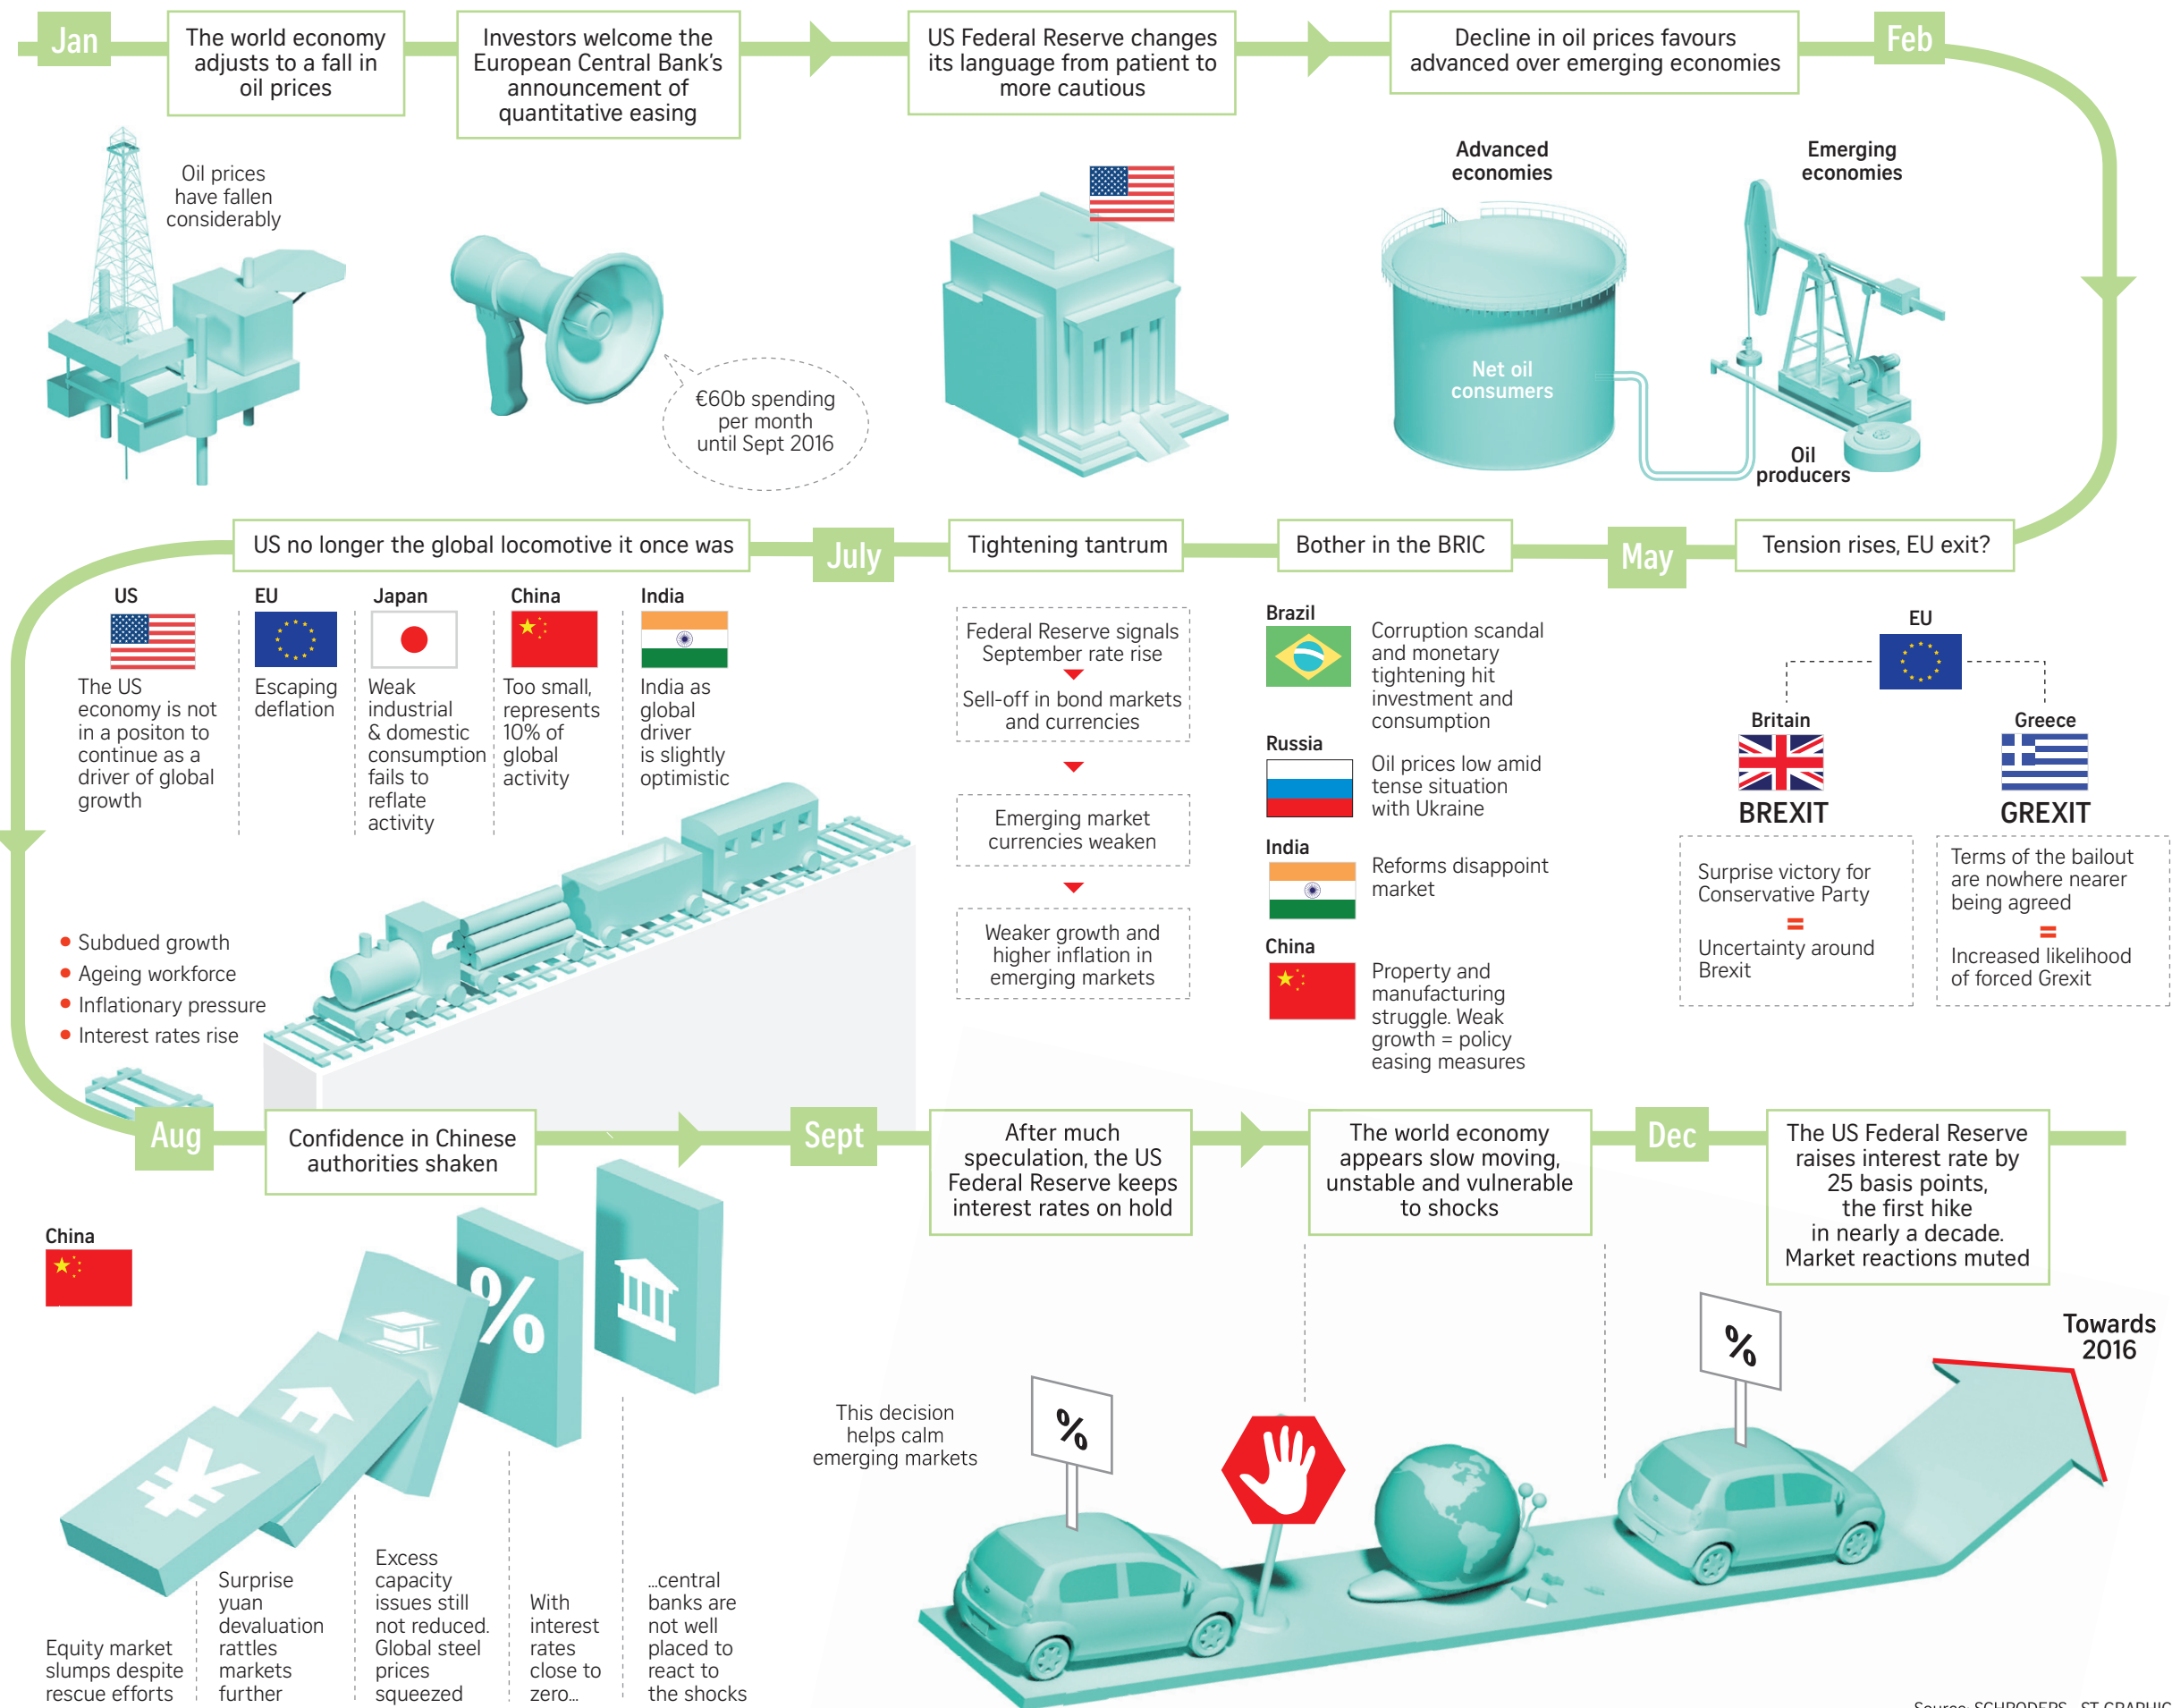 Jan
The world economy
adjusts to a fall in
oil prices
Investors welcome the
European Central Bank's
announcement of
quantitative easing
US Federal Reserve changes
its language from patient to
more cautious
Decline in oil prices favours
advanced over emerging economies
Feb
Oil prices
have fallen
considerably
€60b spending
per month
until Sept 2016
Advanced
economies
Emerging
economies
Net oil
consumers
Oil
producers
Tension rises, EU exit?
EU
Britain
BREXIT
Surprise victory for
Conservative Party
=
Uncertainty around
Brexit
Greece
GREXIT
Terms of the bailout
are nowhere nearer
being agreed
=
Increased likelihood
of forced Grexit
May
Bother in the BRIC
Brazil
Corruption scandal
and monetary
tightening hit
investment and
consumption
Russia
Oil prices low amid
tense situation
with Ukraine
India
Reforms disappoint
market
China
Property and
manufacturing
struggle. Weak
growth = policy
easing measures
Tightening tantrum
Federal Reserve signals
September rate rise
Sell-off in bond markets
and currencies
Emerging market
currencies weaken
Weaker growth and
higher inflation in
emerging markets
July
US no longer the global locomotive it once was
US
The US
economy is not
in a positon to
continue as a
driver of global
growth
EU
Escaping
deflation
Japan
Weak
industrial
& domestic
consumption
fails to
reflate
activity
China
Too small,
represents
10% of
global
activity
India
India as
global
driver
is slightly
optimistic
• Subdued growth
• Ageing workforce
• Inflationary pressure
• Interest rates rise
Aug
Confidence in Chinese
authorities shaken
China
¥
%
Equity market
slumps despite
rescue efforts
Surprise
yuan
devaluation
rattles
markets
further
Excess
capacity
issues still
not reduced.
Global steel
prices
squeezed
With
interest
rates
close to
zero...
...central
banks are
not well
placed to
react to
the shocks
Sept
After much
speculation, the US
Federal Reserve keeps
interest rates on hold
This decision
helps calm
emerging markets
%
The world economy
appears slow moving,
unstable and vulnerable
to shocks
Dec
The US Federal Reserve
raises interest rate by
25 basis points,
the first hike
in nearly a decade.
Market reactions muted
%
Towards
2016
Source: SCHRODERS ST GRAPHIC